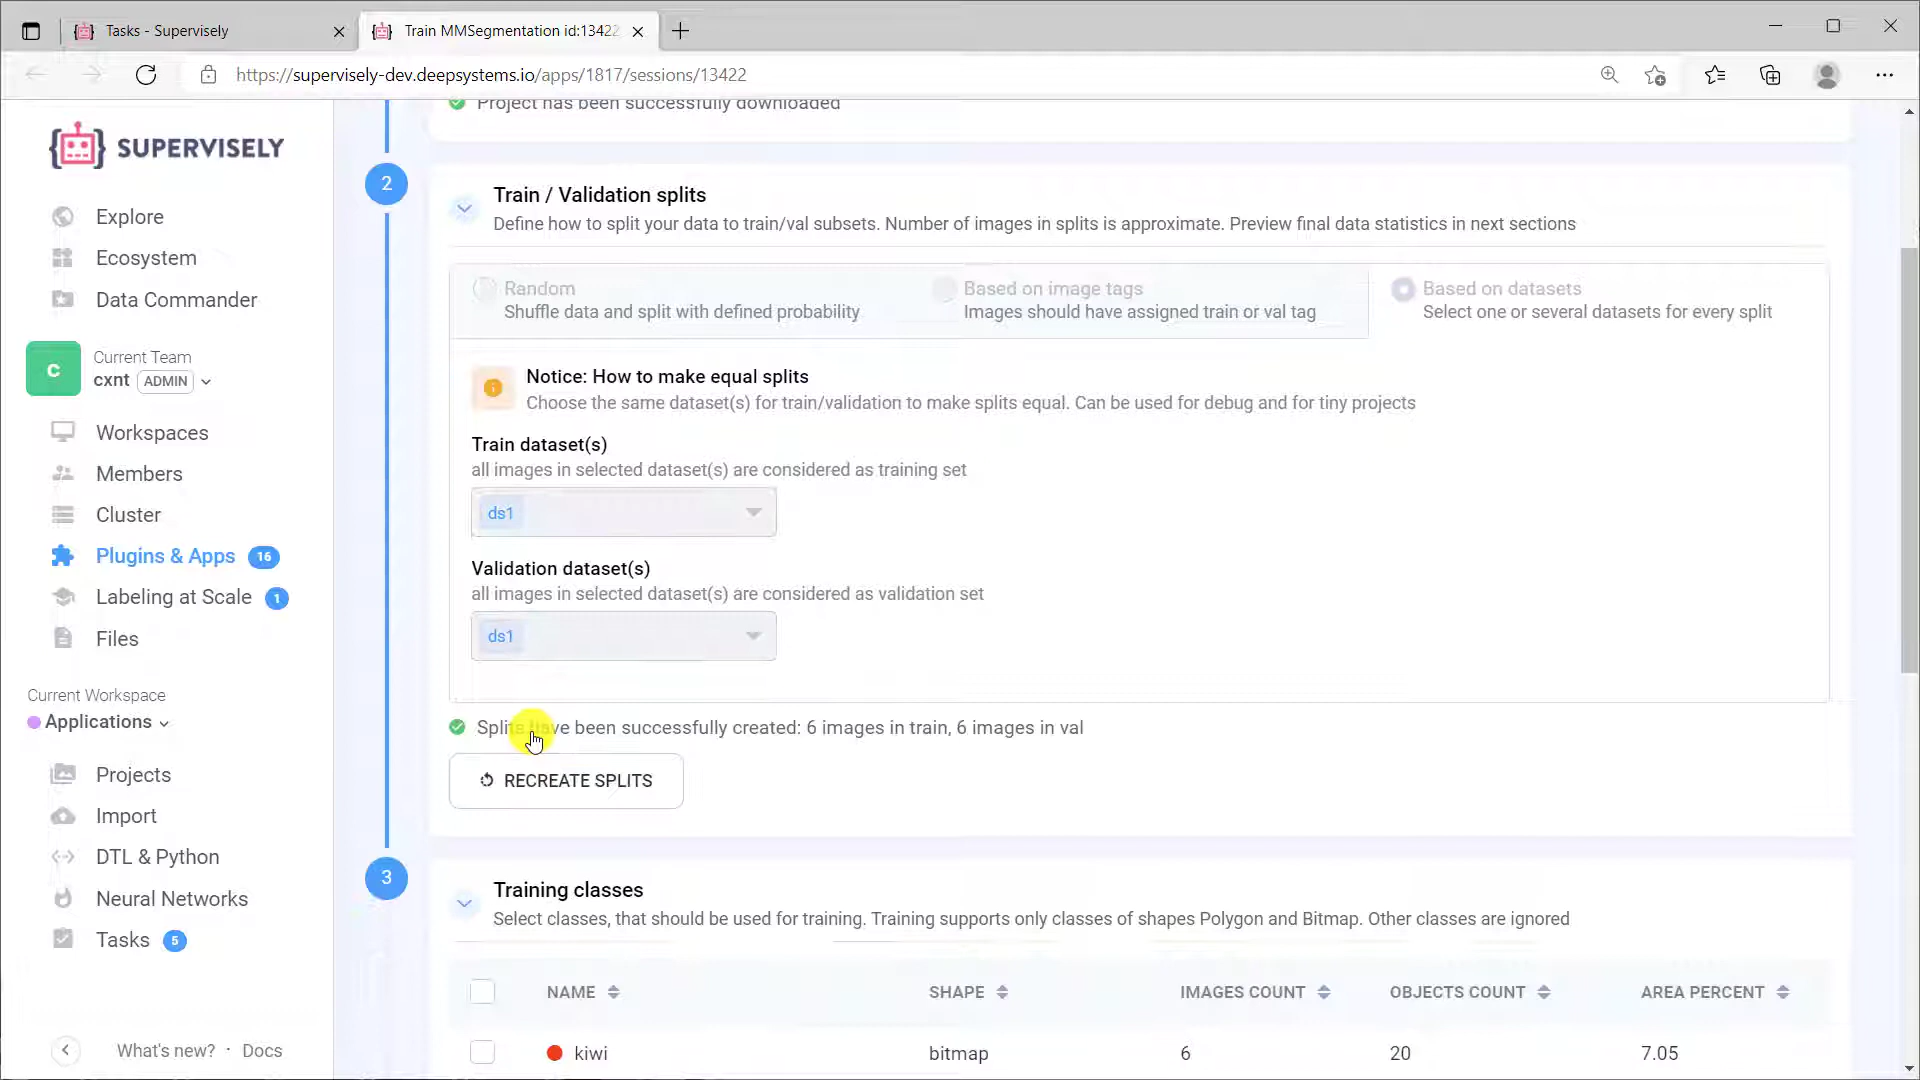 Tasks - Supervisely
Train MMSegmentation id:13422
https://supervisely-dev.deepsystems.io/apps/1817/sessions/13422
SUPERVISELY
Explore
Ecosystem
Data Commander
C
Current Team
cxnt ADMIN
Workspaces
Members
Cluster
Plugins & Apps 16
Labeling at Scale 1
Files
Current Workspace
Applications
Projects
Import
DTL & Python
Neural Networks
Tasks 5
What's new? · Docs
Project has been successfully downloaded
2
Train / Validation splits
Define how to split your data to train/val subsets. Number of images in splits is approximate. Preview final data statistics in next sections
Random
Shuffle data and split with defined probability
Based on image tags
Images should have assigned train or val tag
Based on datasets
Select one or several datasets for every split
Notice: How to make equal splits
Choose the same dataset(s) for train/validation to make splits equal. Can be used for debug and for tiny projects
Train dataset(s)
all images in selected dataset(s) are considered as training set
ds1
Validation dataset(s)
all images in selected dataset(s) are considered as validation set
ds1
Splits have been successfully created: 6 images in train, 6 images in val
RECREATE SPLITS
3
Training classes
Select classes, that should be used for training. Training supports only classes of shapes Polygon and Bitmap. Other classes are ignored
NAME SHAPE IMAGES COUNT OBJECTS COUNT AREA PERCENT
kiwi bitmap 6 20 7.05